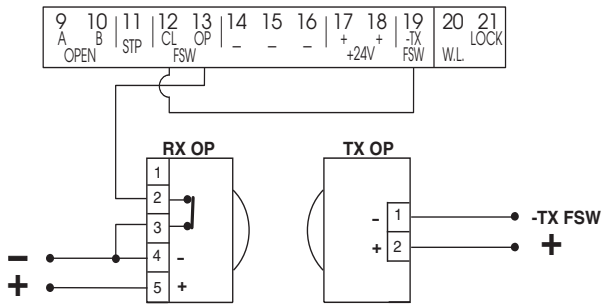 9 10 11 12 13 14 15 16 17 18 19 20 21
A B STP CL OP – – – + + -TX LOCK
OPEN FSW +24V FSW W.L.
RX OP TX OP
1
2
3
4 -
5 +
- 1 -TX FSW
+ 2 +
–
+